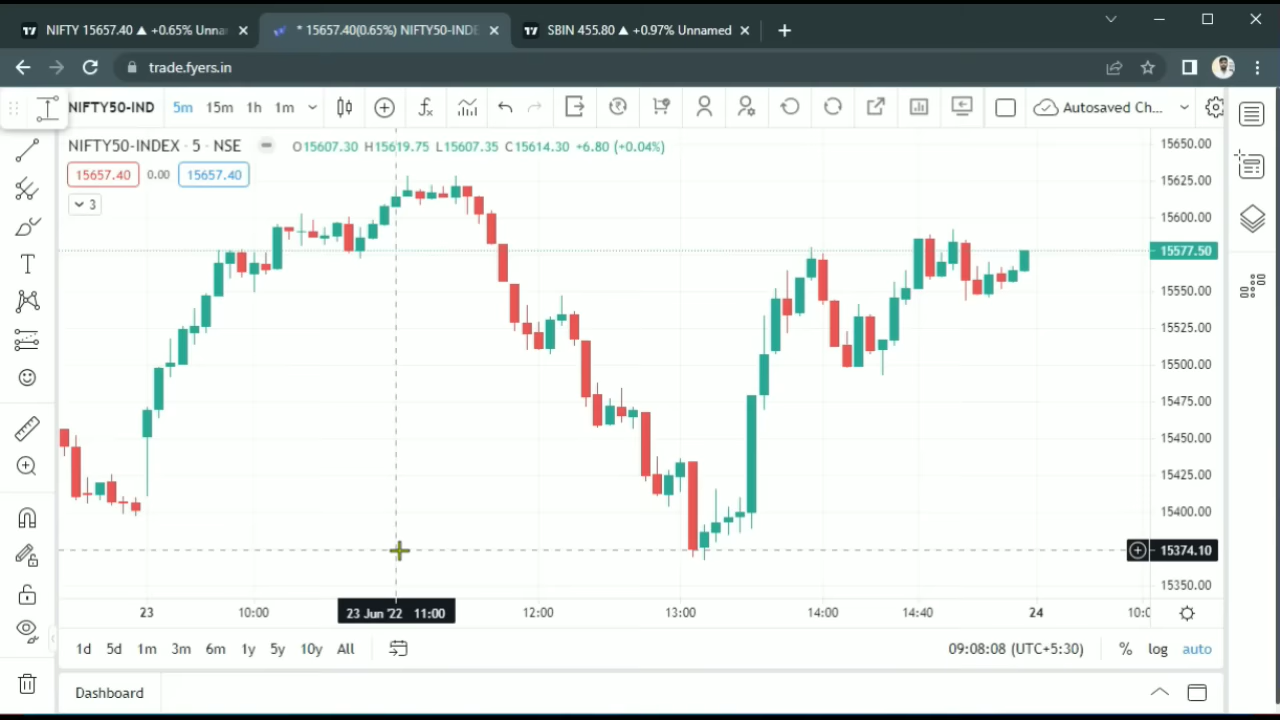 NIFTY 15657.40 ▲ +0.65% Unna
* 15657.40(0.65%) NIFTY50-INDE
SBIN 455.80 ▲ +0.97% Unnamed
trade.fyers.in
NIFTY50-IND 5m 15m 1h 1m Autosaved Ch...
NIFTY50-INDEX · 5 · NSE O15607.30 H15619.75 L15607.35 C15614.30 +6.80 (+0.04%)
15657.40 0.00 15657.40
3
15650.00
15625.00
15600.00
15577.50
15550.00
15525.00
15500.00
15475.00
15450.00
15425.00
15400.00
15374.10
15350.00
23 10:00 23 Jun '22 11:00 12:00 13:00 14:00 14:40 24 10:0
1d 5d 1m 3m 6m 1y 5y 10y All 09:08:08 (UTC+5:30) % log auto
Dashboard